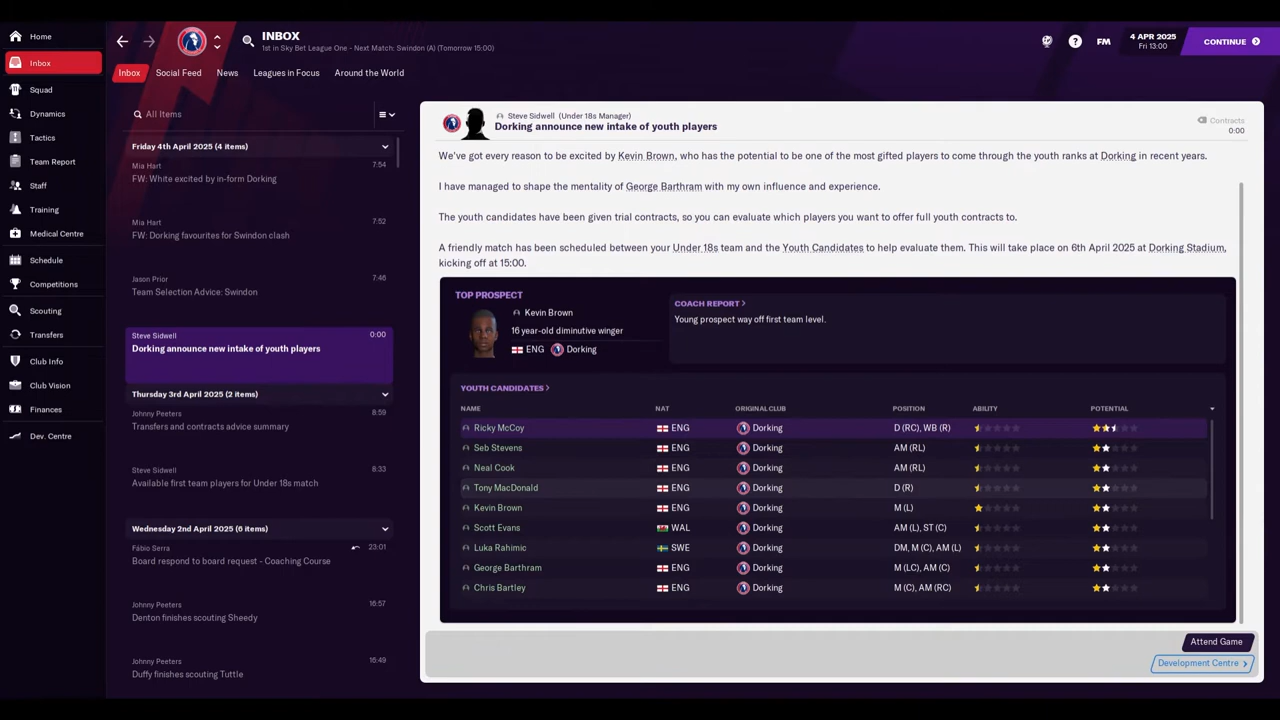 Home
Inbox
Squad
Dynamics
Tactics
Team Report
Staff
Training
Medical Centre
Schedule
Competitions
Scouting
Transfers
Club Info
Club Vision
Finances
Dev. Centre
INBOX
1st in Sky Bet League One - Next Match: Swindon (A) (Tomorrow 15:00)
? FM 4 APR 2025
Fri 13:00
CONTINUE
Inbox Social Feed News Leagues in Focus Around the World
All Items
Friday 4th April 2025 (4 items)
Mia Hart 7:54
FW: White excited by in-form Dorking
Mia Hart 7:52
FW: Dorking favourites for Swindon clash
Jason Prior 7:46
Team Selection Advice: Swindon
Steve Sidwell 0:00
Dorking announce new intake of youth players
Thursday 3rd April 2025 (2 items)
Johnny Peeters 8:59
Transfers and contracts advice summary
Steve Sidwell 8:33
Available first team players for Under 18s match
Wednesday 2nd April 2025 (6 items)
Fábio Serra 23:01
Board respond to board request - Coaching Course
Johnny Peeters 16:57
Denton finishes scouting Sheedy
Johnny Peeters 16:49
Duffy finishes scouting Tuttle
Steve Sidwell (Under 18s Manager)
Dorking announce new intake of youth players
Contracts
0:00
We've got every reason to be excited by Kevin Brown, who has the potential to be one of the most gifted players to come through the youth ranks at Dorking in recent years.
I have managed to shape the mentality of George Barthram with my own influence and experience.
The youth candidates have been given trial contracts, so you can evaluate which players you want to offer full youth contracts to.
A friendly match has been scheduled between your Under 18s team and the Youth Candidates to help evaluate them. This will take place on 6th April 2025 at Dorking Stadium,
kicking off at 15:00.
TOP PROSPECT
Kevin Brown
16 year-old diminutive winger
ENG Dorking
COACH REPORT >
Young prospect way off first team level.
YOUTH CANDIDATES >
NAME NAT ORIGINAL CLUB POSITION ABILITY POTENTIAL
Ricky McCoy ENG Dorking D (RC), WB (R)
Seb Stevens ENG Dorking AM (RL)
Neal Cook ENG Dorking AM (RL)
Tony MacDonald ENG Dorking D (R)
Kevin Brown ENG Dorking M (L)
Scott Evans WAL Dorking AM (L), ST (C)
Luka Rahimic SWE Dorking DM, M (C), AM (L)
George Barthram ENG Dorking M (LC), AM (C)
Chris Bartley ENG Dorking M (C), AM (RC)
Attend Game
Development Centre >